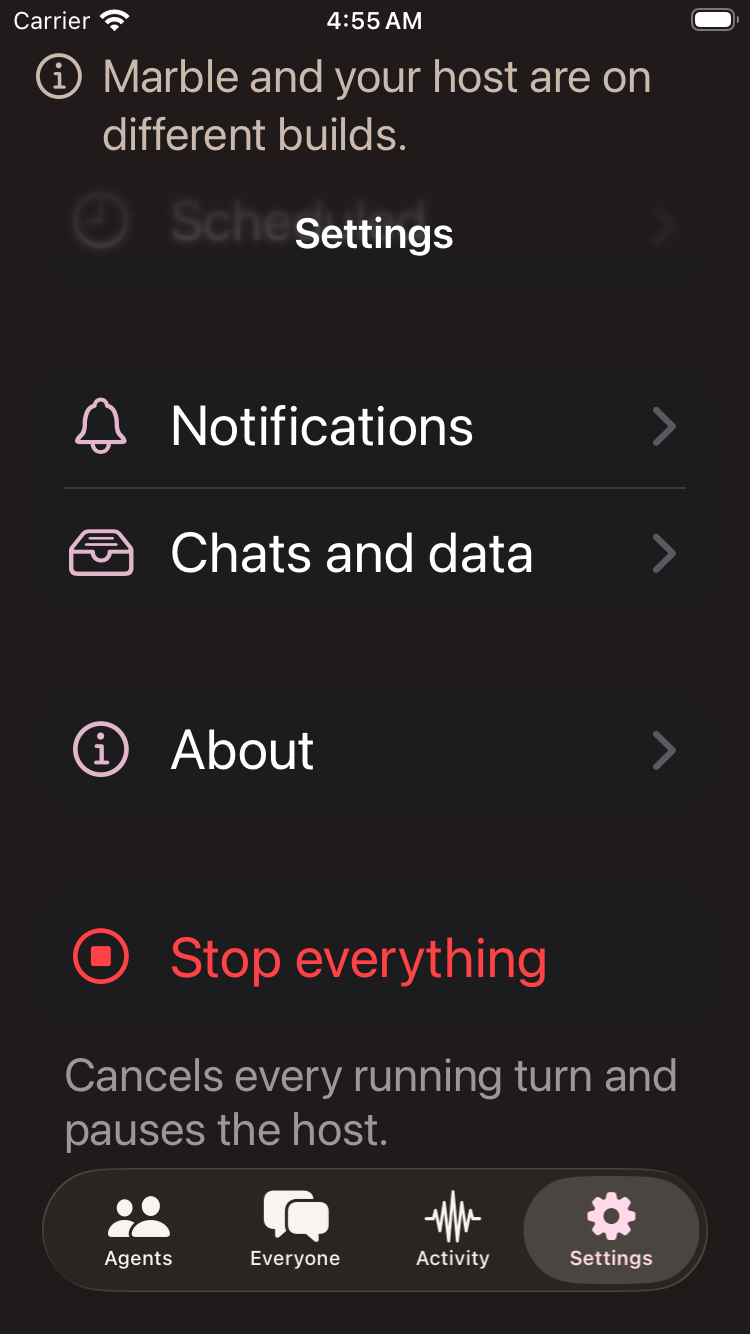 Carrier 4:55 AM
Marble and your host are on
different builds.
Scheduled
Settings
Notifications
Chats and data
About
Stop everything
Cancels every running turn and
pauses the host.
Agents Everyone Activity Settings